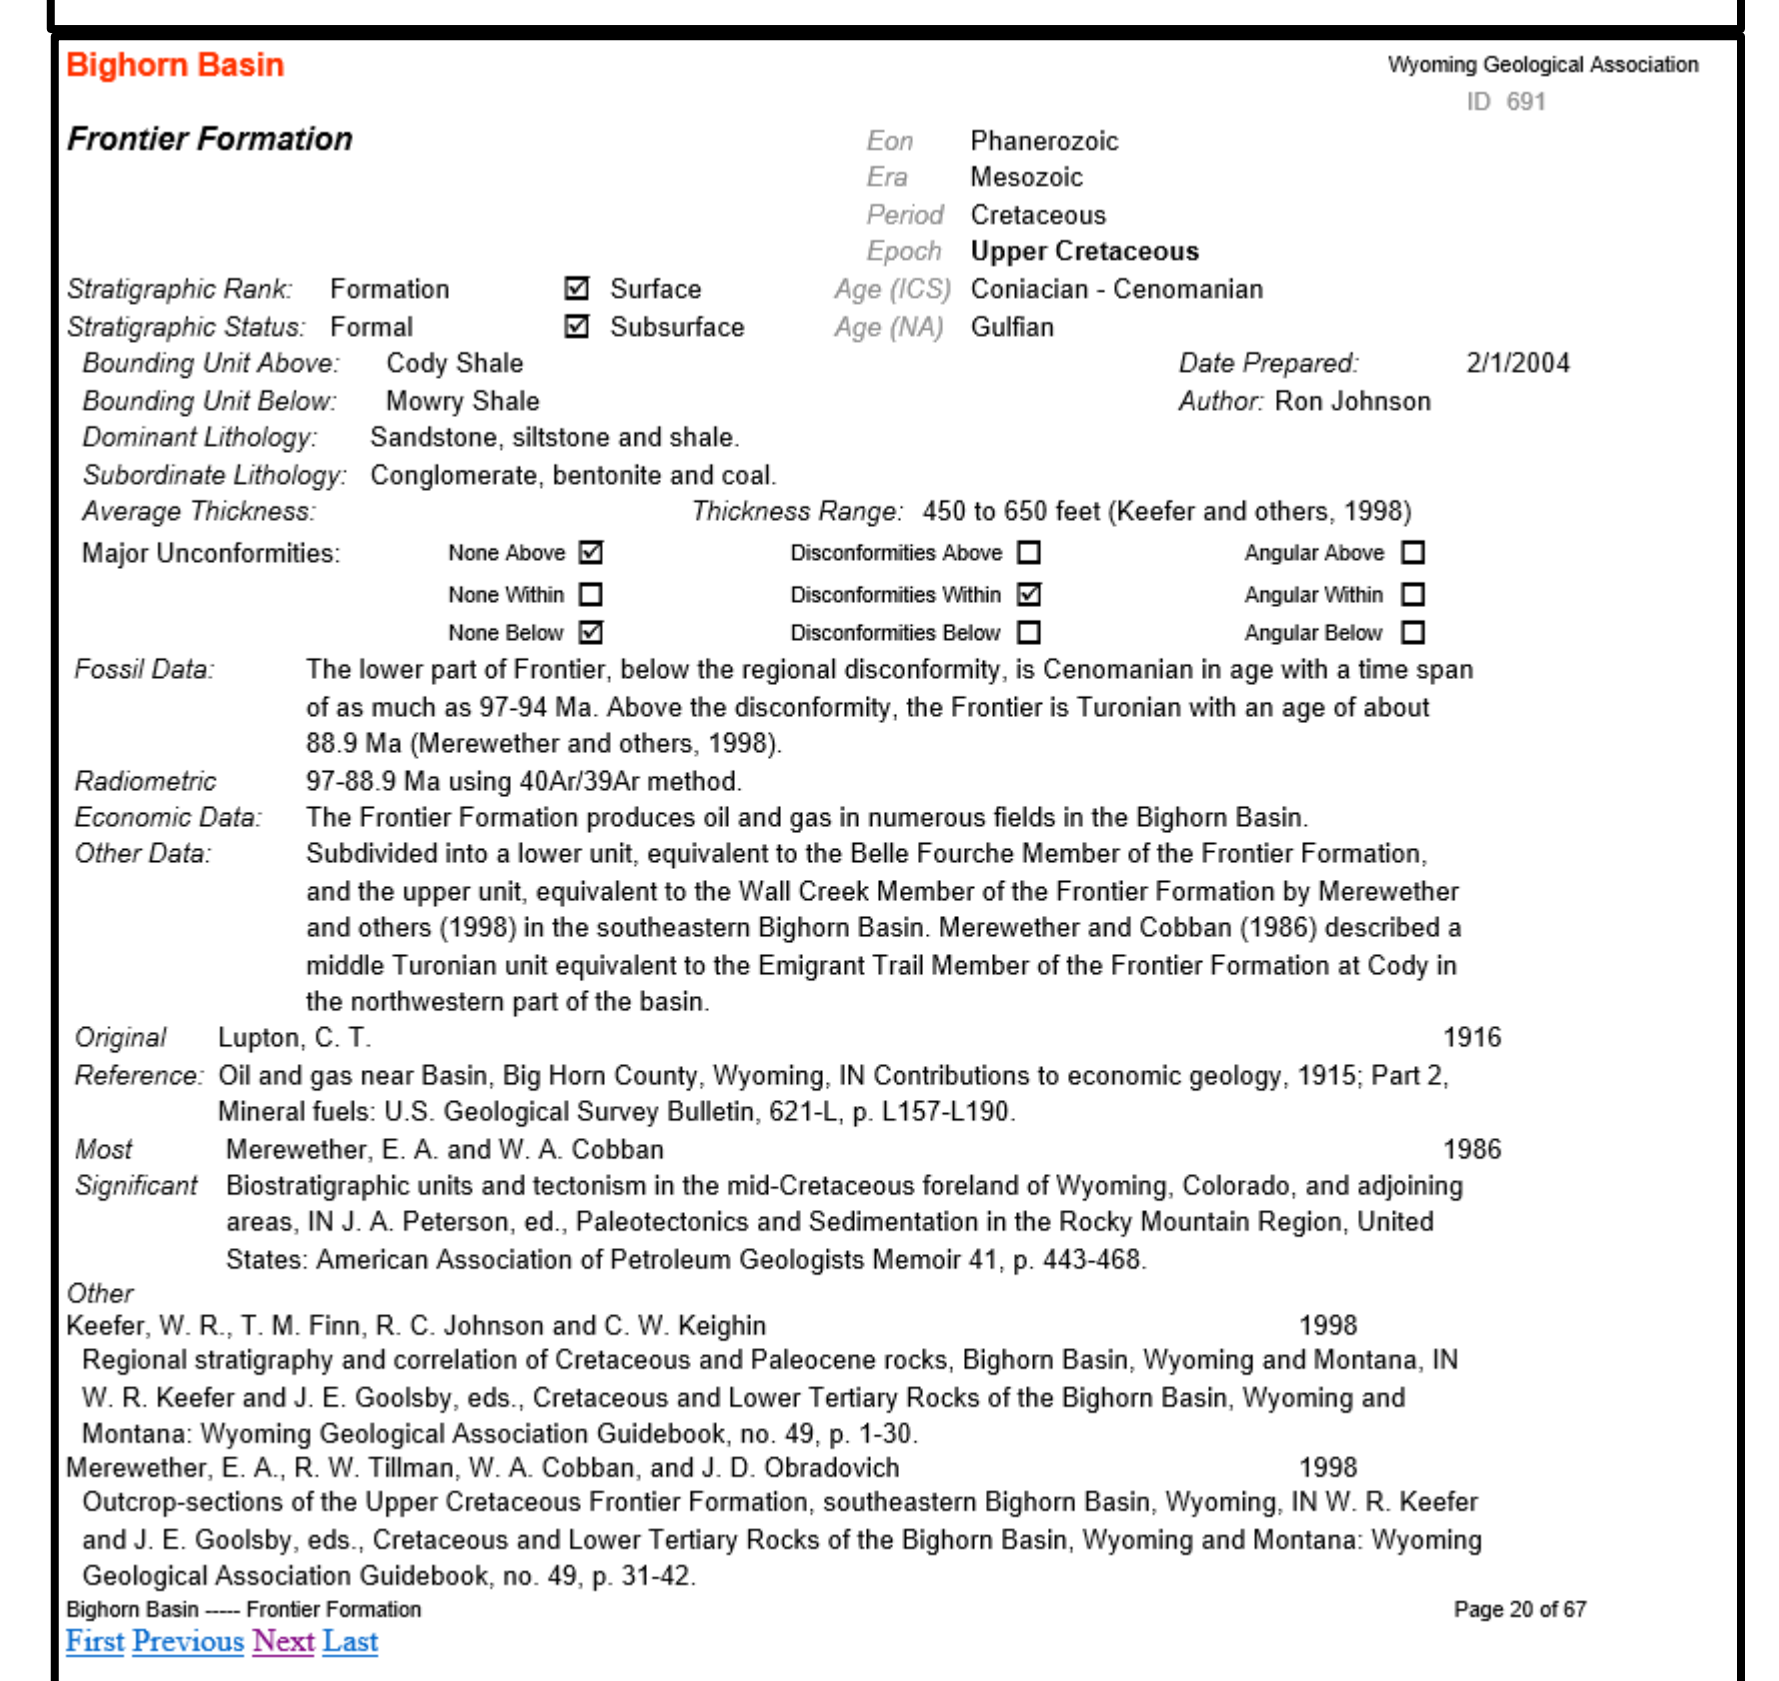 Bighorn Basin Wyoming Geological Association
ID 691
Frontier Formation Eon Phanerozoic
Era Mesozoic
Period Cretaceous
Epoch Upper Cretaceous
Stratigraphic Rank: Formation Surface Age (ICS) Coniacian - Cenomanian
Stratigraphic Status: Formal Subsurface Age (NA) Gulfian
Bounding Unit Above: Cody Shale Date Prepared: 2/1/2004
Bounding Unit Below: Mowry Shale Author: Ron Johnson
Dominant Lithology: Sandstone, siltstone and shale.
Subordinate Lithology: Conglomerate, bentonite and coal.
Average Thickness: Thickness Range: 450 to 650 feet (Keefer and others, 1998)
Major Unconformities: None Above Disconformities Above Angular Above
None Within Disconformities Within Angular Within
None Below Disconformities Below Angular Below
Fossil Data: The lower part of Frontier, below the regional disconformity, is Cenomanian in age with a time span
of as much as 97-94 Ma. Above the disconformity, the Frontier is Turonian with an age of about
88.9 Ma (Merewether and others, 1998).
Radiometric 97-88.9 Ma using 40Ar/39Ar method.
Economic Data: The Frontier Formation produces oil and gas in numerous fields in the Bighorn Basin.
Other Data: Subdivided into a lower unit, equivalent to the Belle Fourche Member of the Frontier Formation,
and the upper unit, equivalent to the Wall Creek Member of the Frontier Formation by Merewether
and others (1998) in the southeastern Bighorn Basin. Merewether and Cobban (1986) described a
middle Turonian unit equivalent to the Emigrant Trail Member of the Frontier Formation at Cody in
the northwestern part of the basin.
Original Lupton, C. T. 1916
Reference: Oil and gas near Basin, Big Horn County, Wyoming, IN Contributions to economic geology, 1915; Part 2,
Mineral fuels: U.S. Geological Survey Bulletin, 621-L, p. L157-L190.
Most Merewether, E. A. and W. A. Cobban 1986
Significant Biostratigraphic units and tectonism in the mid-Cretaceous foreland of Wyoming, Colorado, and adjoining
areas, IN J. A. Peterson, ed., Paleotectonics and Sedimentation in the Rocky Mountain Region, United
States: American Association of Petroleum Geologists Memoir 41, p. 443-468.
Other
Keefer, W. R., T. M. Finn, R. C. Johnson and C. W. Keighin 1998
Regional stratigraphy and correlation of Cretaceous and Paleocene rocks, Bighorn Basin, Wyoming and Montana, IN
W. R. Keefer and J. E. Goolsby, eds., Cretaceous and Lower Tertiary Rocks of the Bighorn Basin, Wyoming and
Montana: Wyoming Geological Association Guidebook, no. 49, p. 1-30.
Merewether, E. A., R. W. Tillman, W. A. Cobban, and J. D. Obradovich 1998
Outcrop-sections of the Upper Cretaceous Frontier Formation, southeastern Bighorn Basin, Wyoming, IN W. R. Keefer
and J. E. Goolsby, eds., Cretaceous and Lower Tertiary Rocks of the Bighorn Basin, Wyoming and Montana: Wyoming
Geological Association Guidebook, no. 49, p. 31-42.
Bighorn Basin ----- Frontier Formation Page 20 of 67
First Previous Next Last